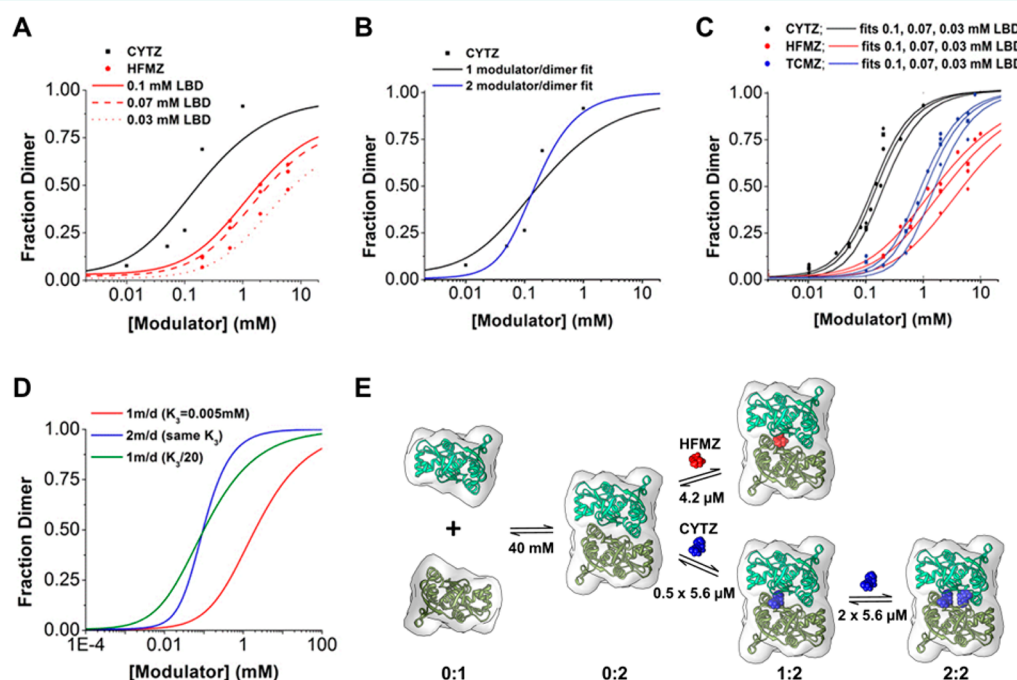 A
CYTZ
HFMZ
0.1 mM LBD
0.07 mM LBD
0.03 mM LBD
Fraction Dimer
1.00
0.75
0.50
0.25
0.00
0.01
0.1
1
10
[Modulator] (mM)
B
CYTZ
1 modulator/dimer fit
2 modulator/dimer fit
Fraction Dimer
1.00
0.75
0.50
0.25
0.00
0.01
0.1
1
10
[Modulator] (mM)
C
CYTZ; fits 0.1, 0.07, 0.03 mM LBD
HFMZ; fits 0.1, 0.07, 0.03 mM LBD
TCMZ; fits 0.1, 0.07, 0.03 mM LBD
Fraction Dimer
1.00
0.75
0.50
0.25
0.00
0.01
0.1
1
10
[Modulator] (mM)
D
1m/d (K3=0.005mM)
2m/d (same K3)
1m/d (K3/20)
Fraction Dimer
1.00
0.75
0.50
0.25
0.00
1E-4
0.01
1
100
[Modulator] (mM)
E
+
40 mM
HFMZ
4.2 µM
CYTZ
0.5 x 5.6 µM
2 x 5.6 µM
0:1
0:2
1:2
2:2